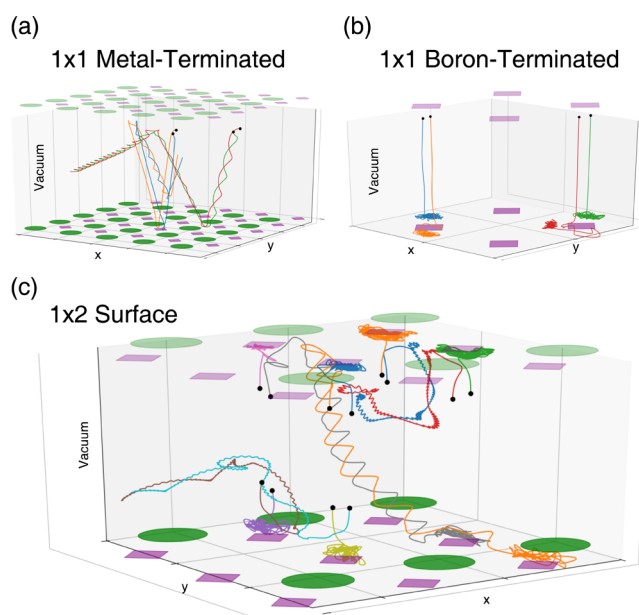 (a)
1x1 Metal-Terminated
Vacuum
x
y
(b)
1x1 Boron-Terminated
Vacuum
x
y
(c)
1x2 Surface
Vacuum
y
x